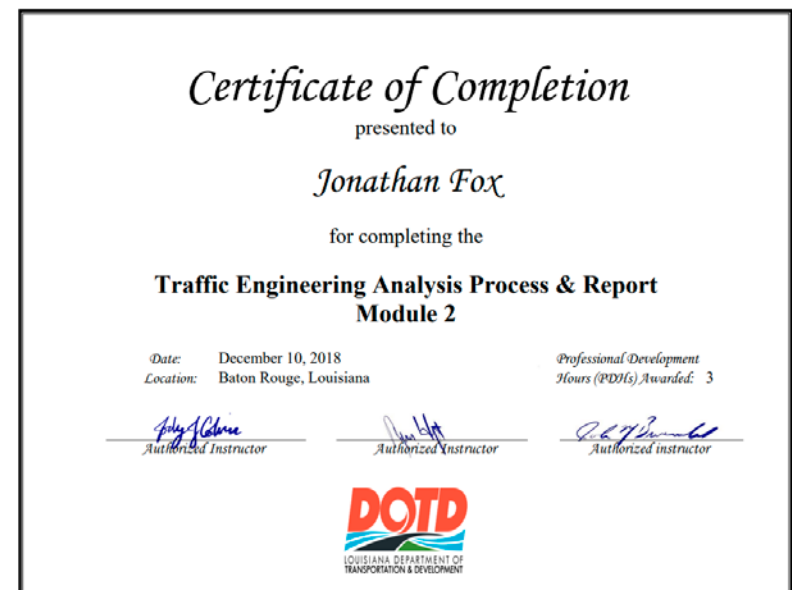 Certificate of Completion
presented to
Jonathan Fox
for completing the
Traffic Engineering Analysis Process & Report
Module 2
Date: December 10, 2018
Location: Baton Rouge, Louisiana
Professional Development
Hours (PDHs) Awarded: 3
Authorized Instructor
Authorized Instructor
Authorized instructor
DOTD
LOUISIANA DEPARTMENT OF
TRANSPORTATION & DEVELOPMENT